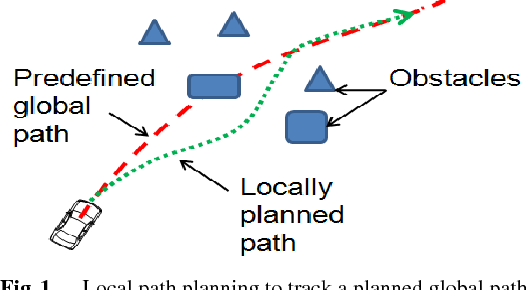 Predefined
global
path
Obstacles
Locally
planned
path
Fig. 1. Local path planning to track a planned global path